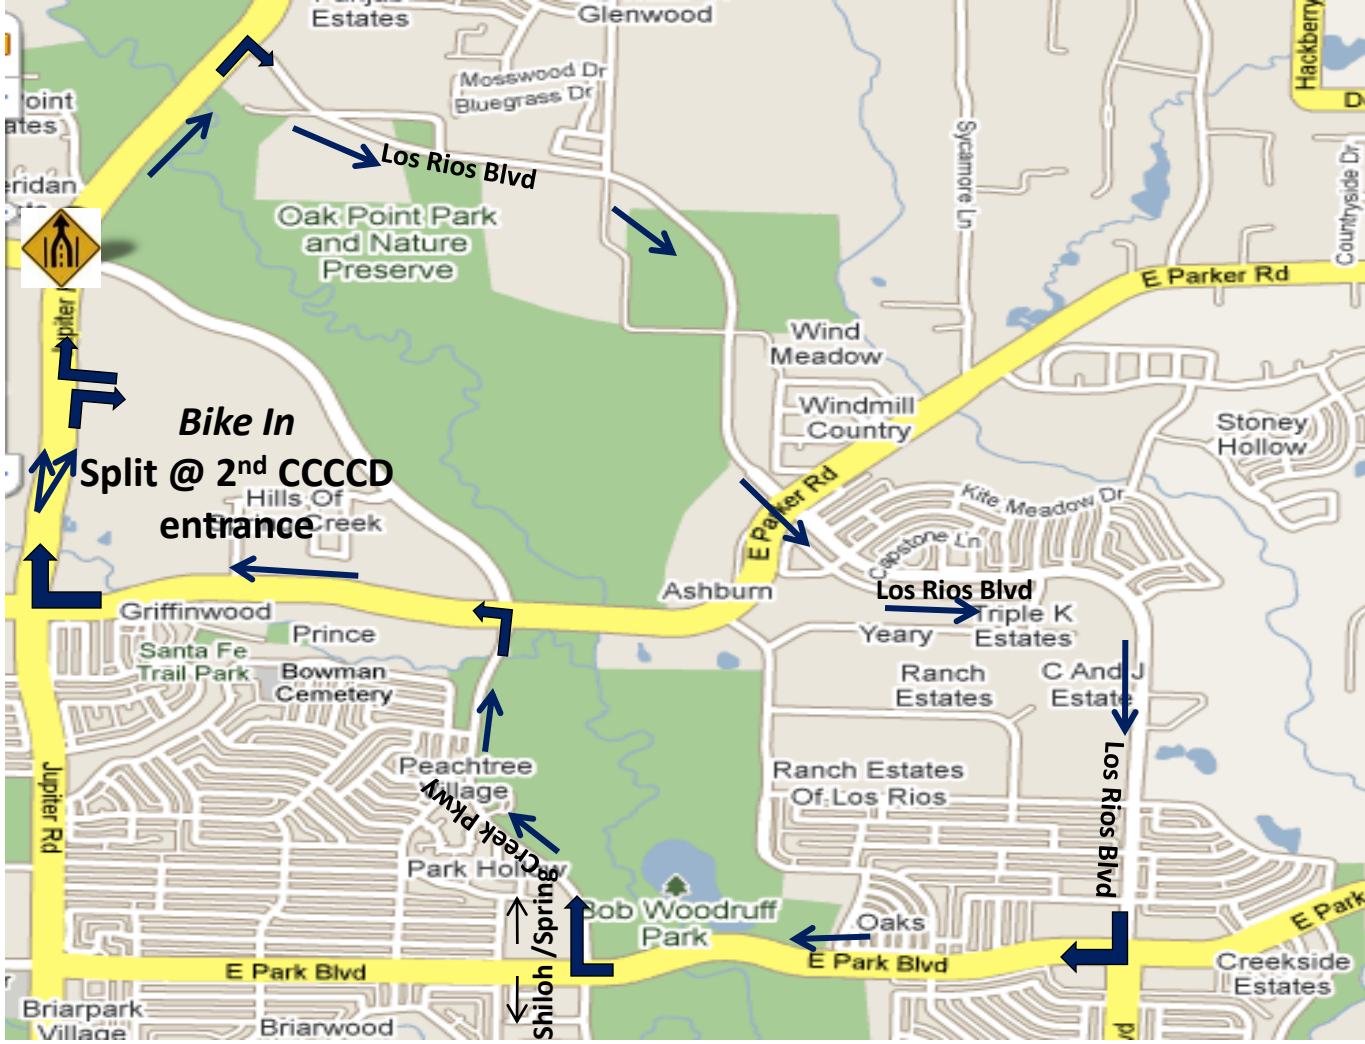 Estates
Glenwood
Hackberry
Mosswood Dr
Bluegrass Dr
Point
ates
Los Rios Blvd
Sycamore Ln
Countryside Dr
eridan
Oak Point Park
and Nature
Preserve
E Parker Rd
Jupiter
Wind
Meadow
Windmill
Country
Stoney
Hollow
Bike In
Split @ 2nd CCCCD
entrance
Hills Of
Spring Creek
E Parker Rd
Kite Meadow Dr
Capstone Ln
Ashburn
Los Rios Blvd
Griffinwood
Prince
Triple K
Estates
Yeary
Santa Fe
Trail Park
Bowman
Cemetery
Ranch
Estates
C And J
Estate
Peachtree
Village
Ranch Estates
Of Los Rios
Jupiter Rd
Los Rios Blvd
Creek Pkwy
Park Hollow
Shiloh /Spring
Bob Woodruff
Park
Oaks
E Park
E Park Blvd
E Park Blvd
Creekside
Estates
Briarpark
Village
Briarwood